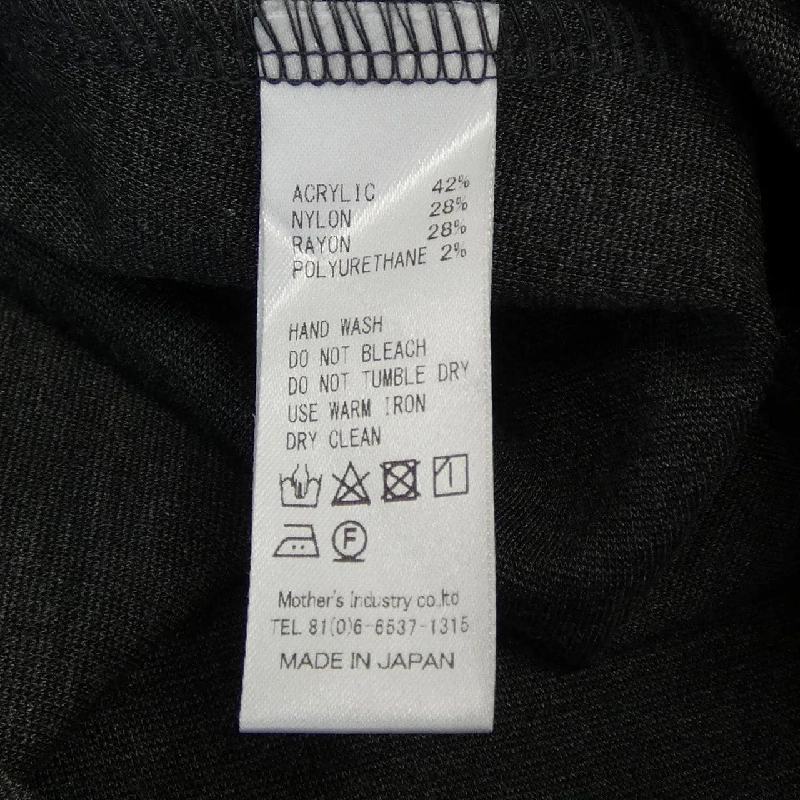 ACRYLIC 42%
NYLON 28%
RAYON 28%
POLYURETHANE 2%
HAND WASH
DO NOT BLEACH
DO NOT TUMBLE DRY
USE WARM IRON
DRY CLEAN
F
Mother's Industry co.,ltd
TEL 81(0)6-6537-1315
MADE IN JAPAN